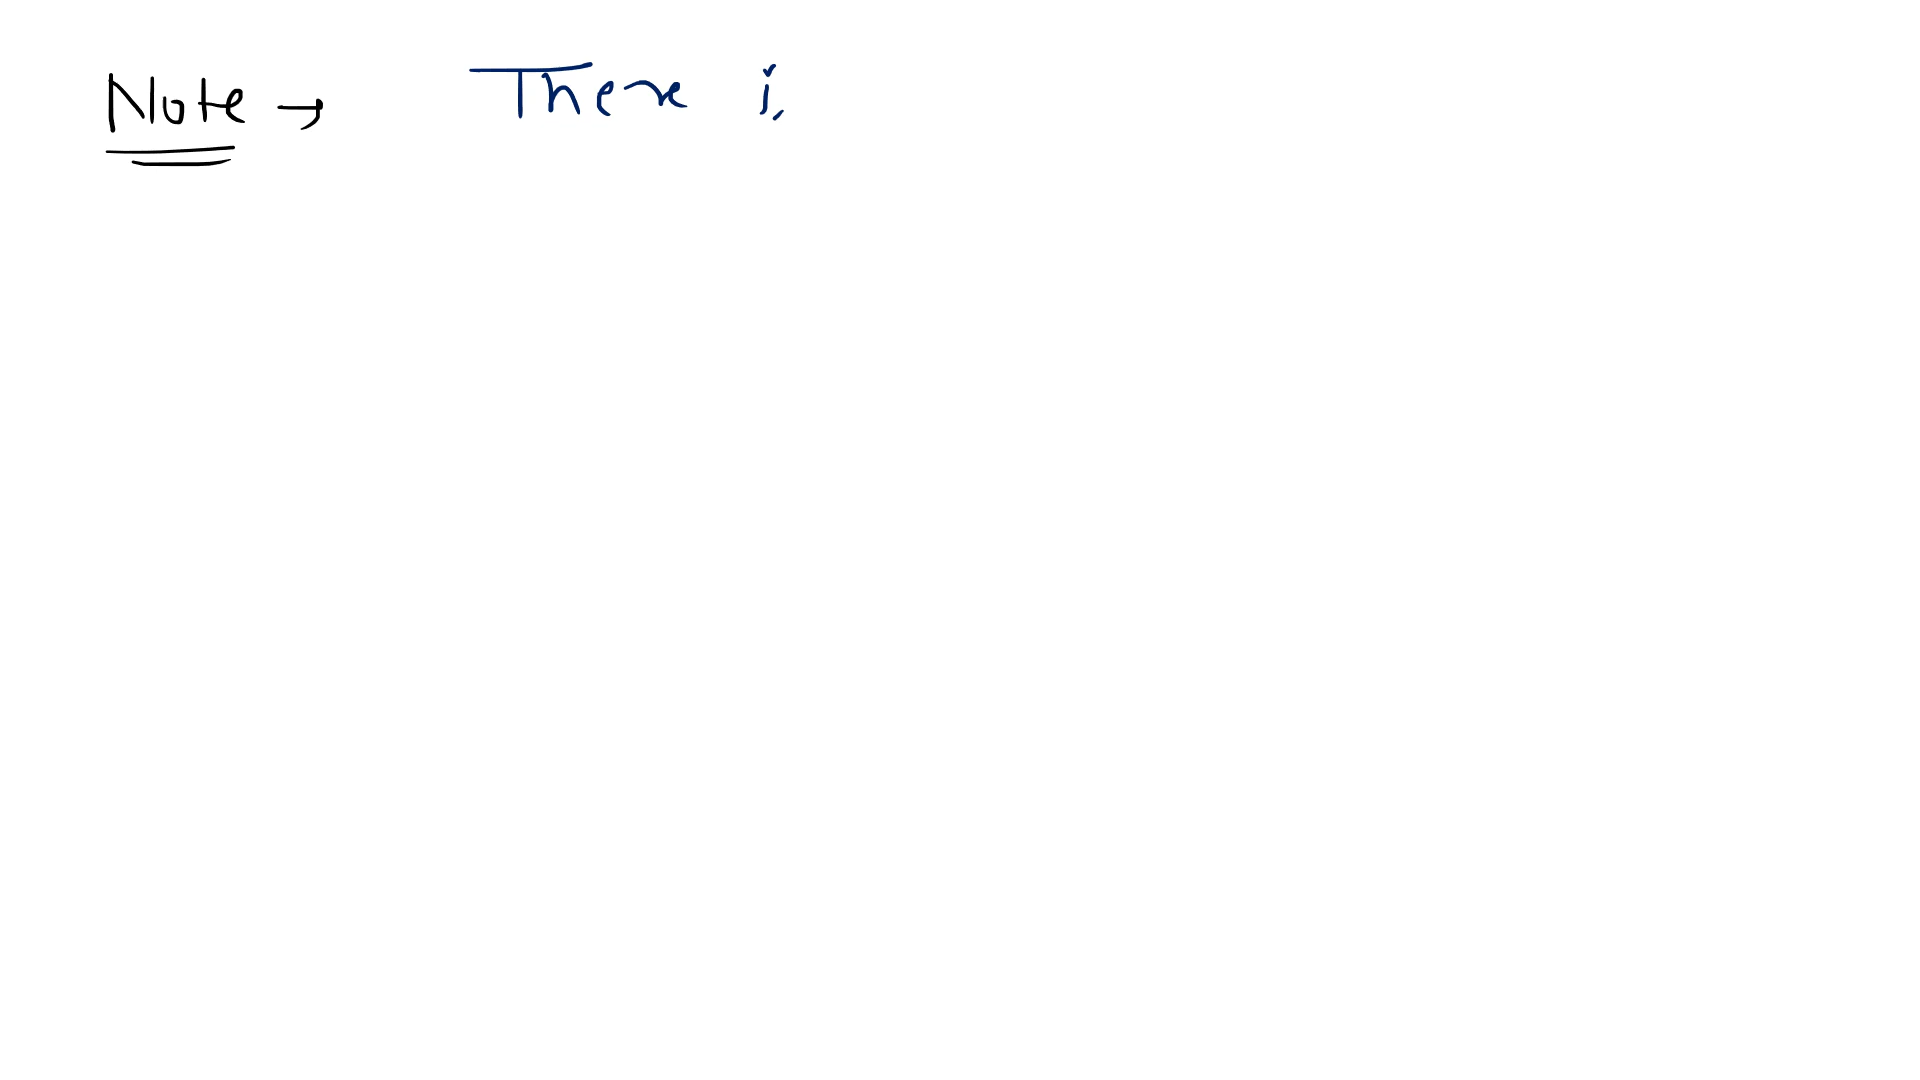 Note → There i